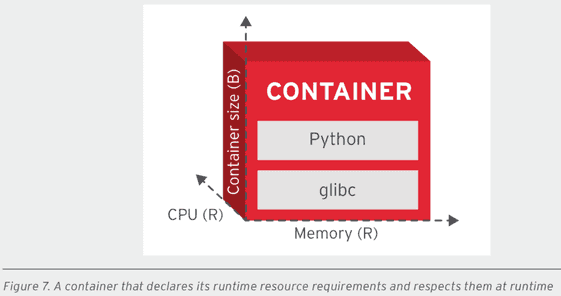 CONTAINER
Container size (B)
Python
glibc
CPU (R)
Memory (R)
Figure 7. A container that declares its runtime resource requirements and respects them at runtime